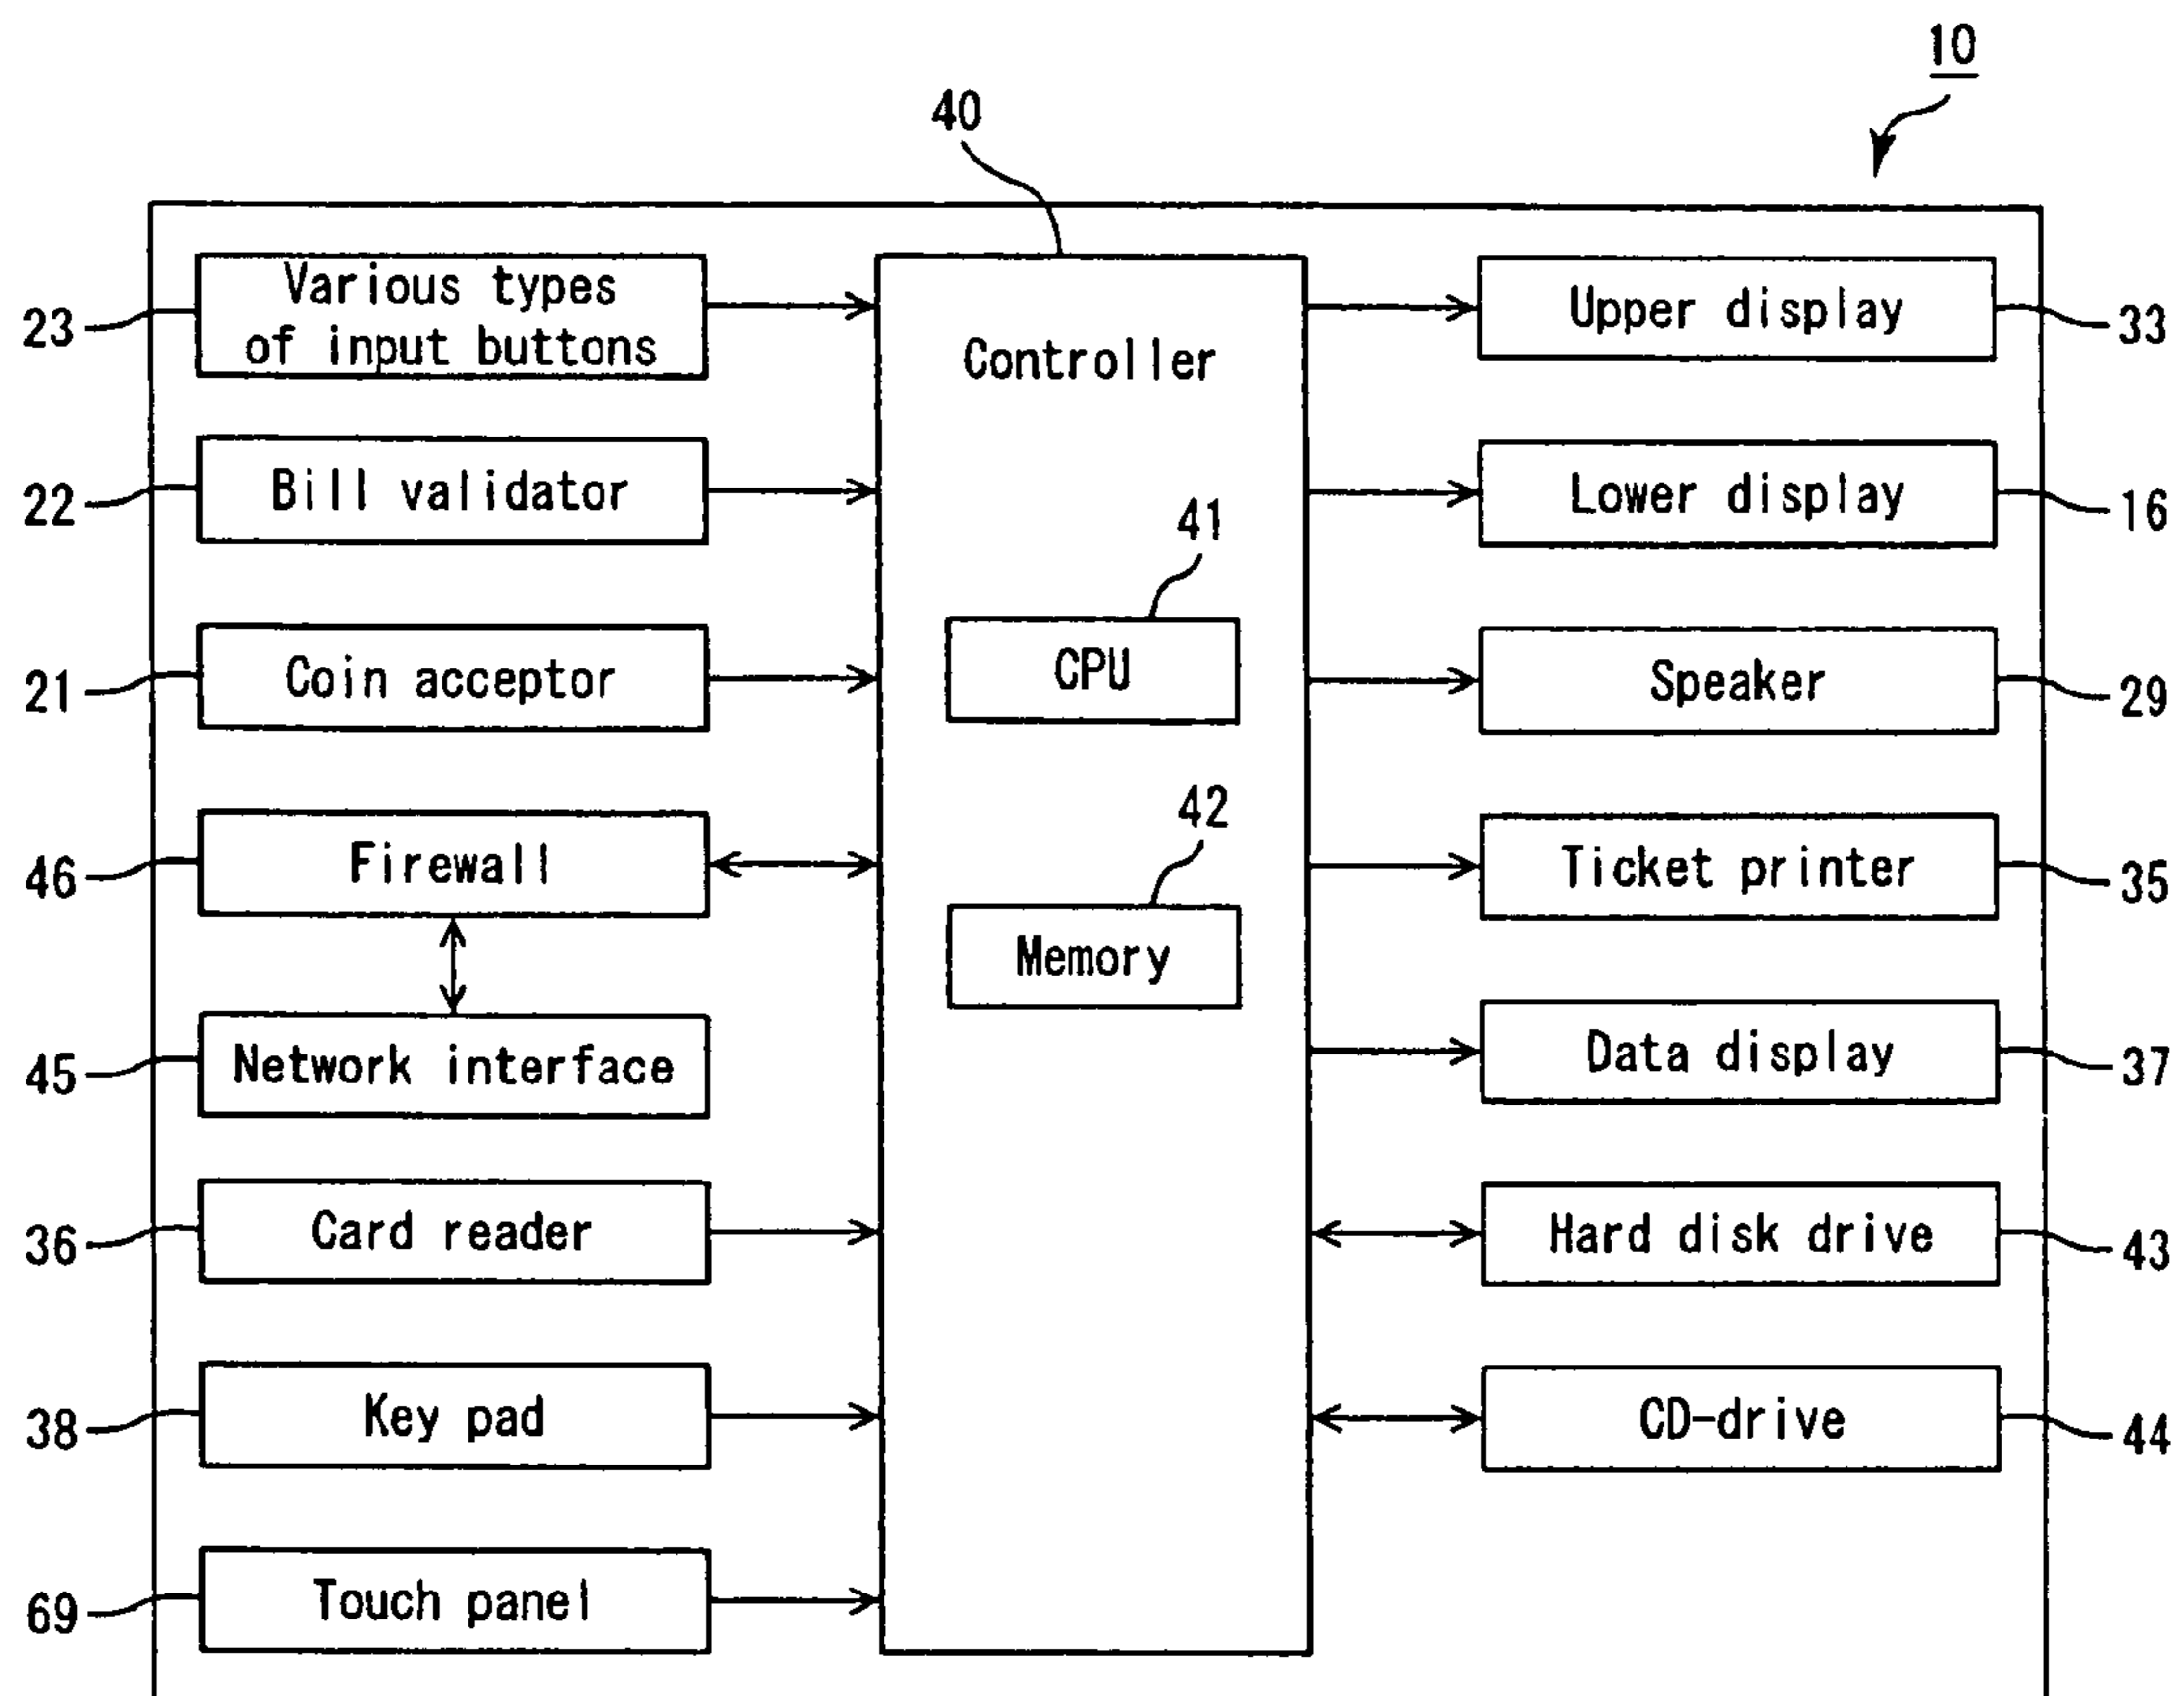 10
40
Various types
of input buttons
23
Controller
Upper display
33
Bill validator
22
Lower display
16
41
Coin acceptor
21
CPU
Speaker
29
42
Firewall
46
Ticket printer
35
Memory
Network interface
45
Data display
37
Card reader
36
Hard disk drive
43
Key pad
38
CD-drive
44
Touch panel
69